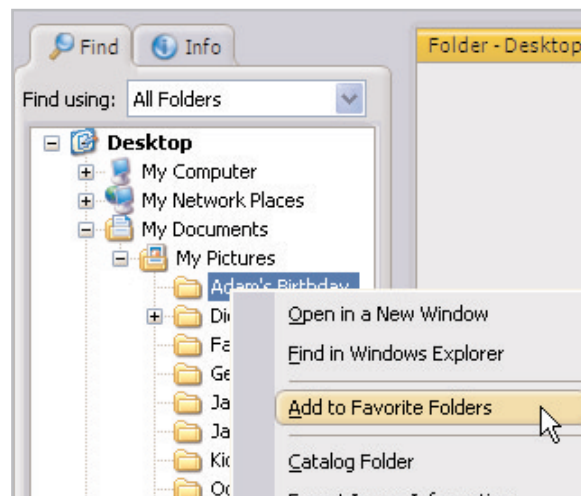 Find Info
Folder - Desktop
Find using: All Folders
Desktop
My Computer
My Network Places
My Documents
My Pictures
Adam's Birthday
Open in a New Window
Find in Windows Explorer
Add to Favorite Folders
Catalog Folder